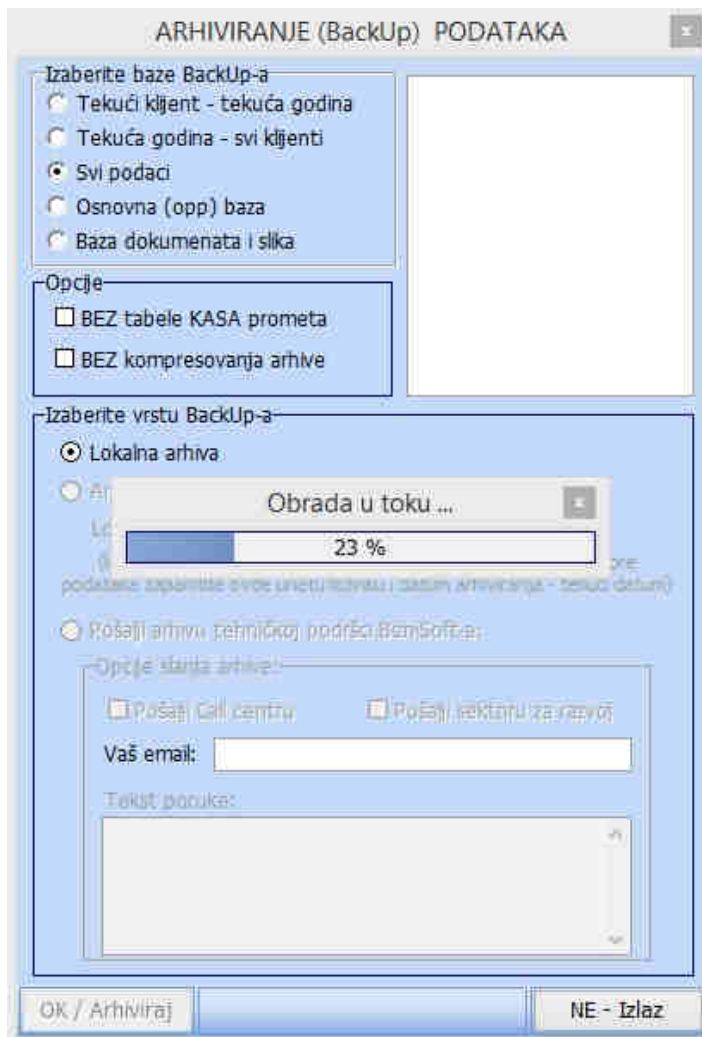 ARHIVIRANJE (BackUp) PODATAKA
Izaberite baze BackUp-a
Tekući klijent - tekuća godina
Tekuća godina - svi klijenti
Svi podaci
Osnovna (opp) baza
Baza dokumenata i slika
Opcije
BEZ tabele KASA prometa
BEZ kompresovanja arhive
Izaberite vrstu BackUp-a
Lokalna arhiva
Obrada u toku ...
23 %
podatke zapamtite ovde unetu lozinku i datum arhiviranja - tekući datum)
Pošalji arhivu tehničkoj podršci BizniSoft-a:
Opcije slanja arhive:
Pošalji Call centru
Pošalji sektoru za razvoj
Vaš email:
Tekst poruke:
OK / Arhiviraj
NE - Izlaz